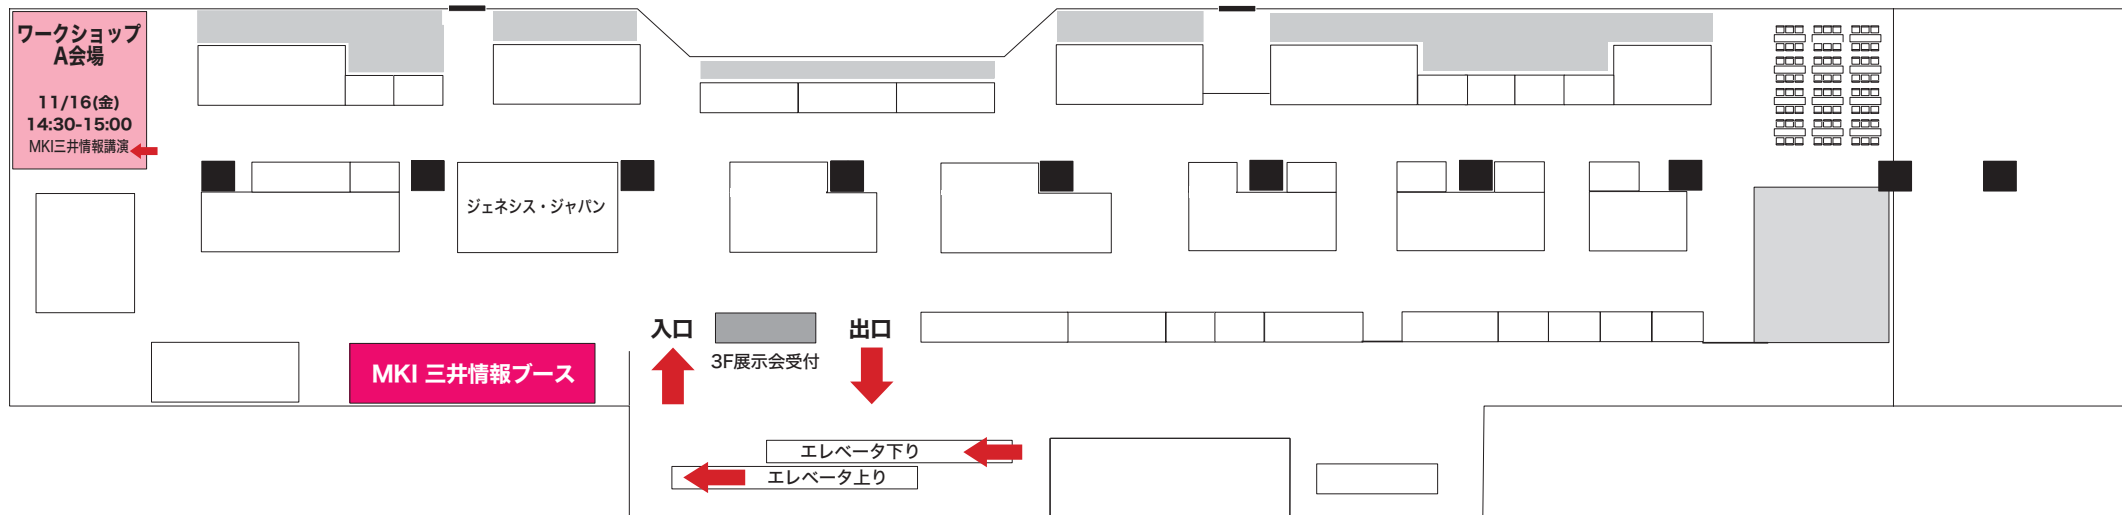 ワークショップ
A会場
11/16(金)
14:30-15:00
MKI三井情報講演
ジェネシス・ジャパン
入口
出口
3F展示会受付
MKI 三井情報ブース
エレベータ下り
エレベータ上り